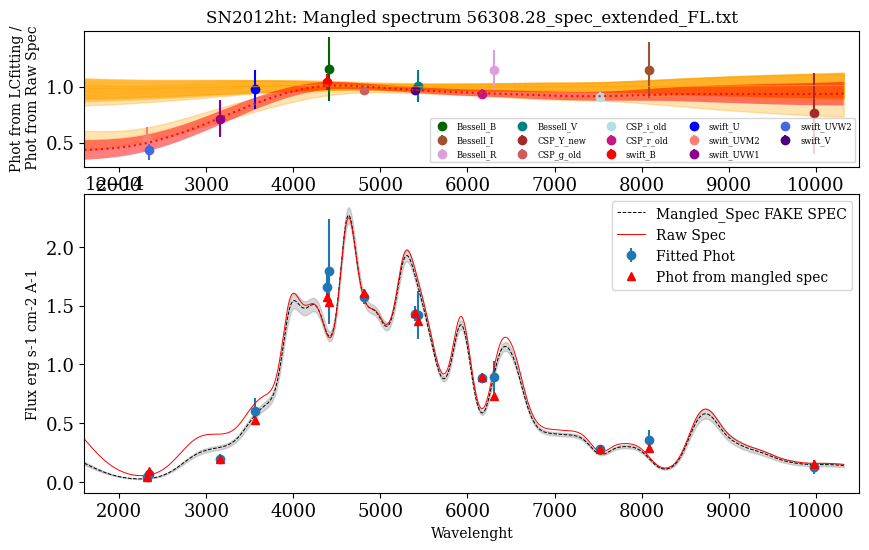 SN2012ht: Mangled spectrum 56308.28_spec_extended_FL.txt
Phot from LCfitting /
Phot from Raw Spec
1.0
0.5
Bessell_B Bessell_V CSP_i_old swift_U swift_UVW2
Bessell_I CSP_Y_new CSP_r_old swift_UVM2 swift_V
Bessell_R CSP_g_old swift_B swift_UVW1
2000 3000 4000 5000 6000 7000 8000 9000 10000
1e−14
Mangled_Spec FAKE SPEC
Raw Spec
Fitted Phot
Phot from mangled spec
Flux erg s-1 cm-2 A-1
2.0
1.5
1.0
0.5
0.0
2000 3000 4000 5000 6000 7000 8000 9000 10000
Wavelenght